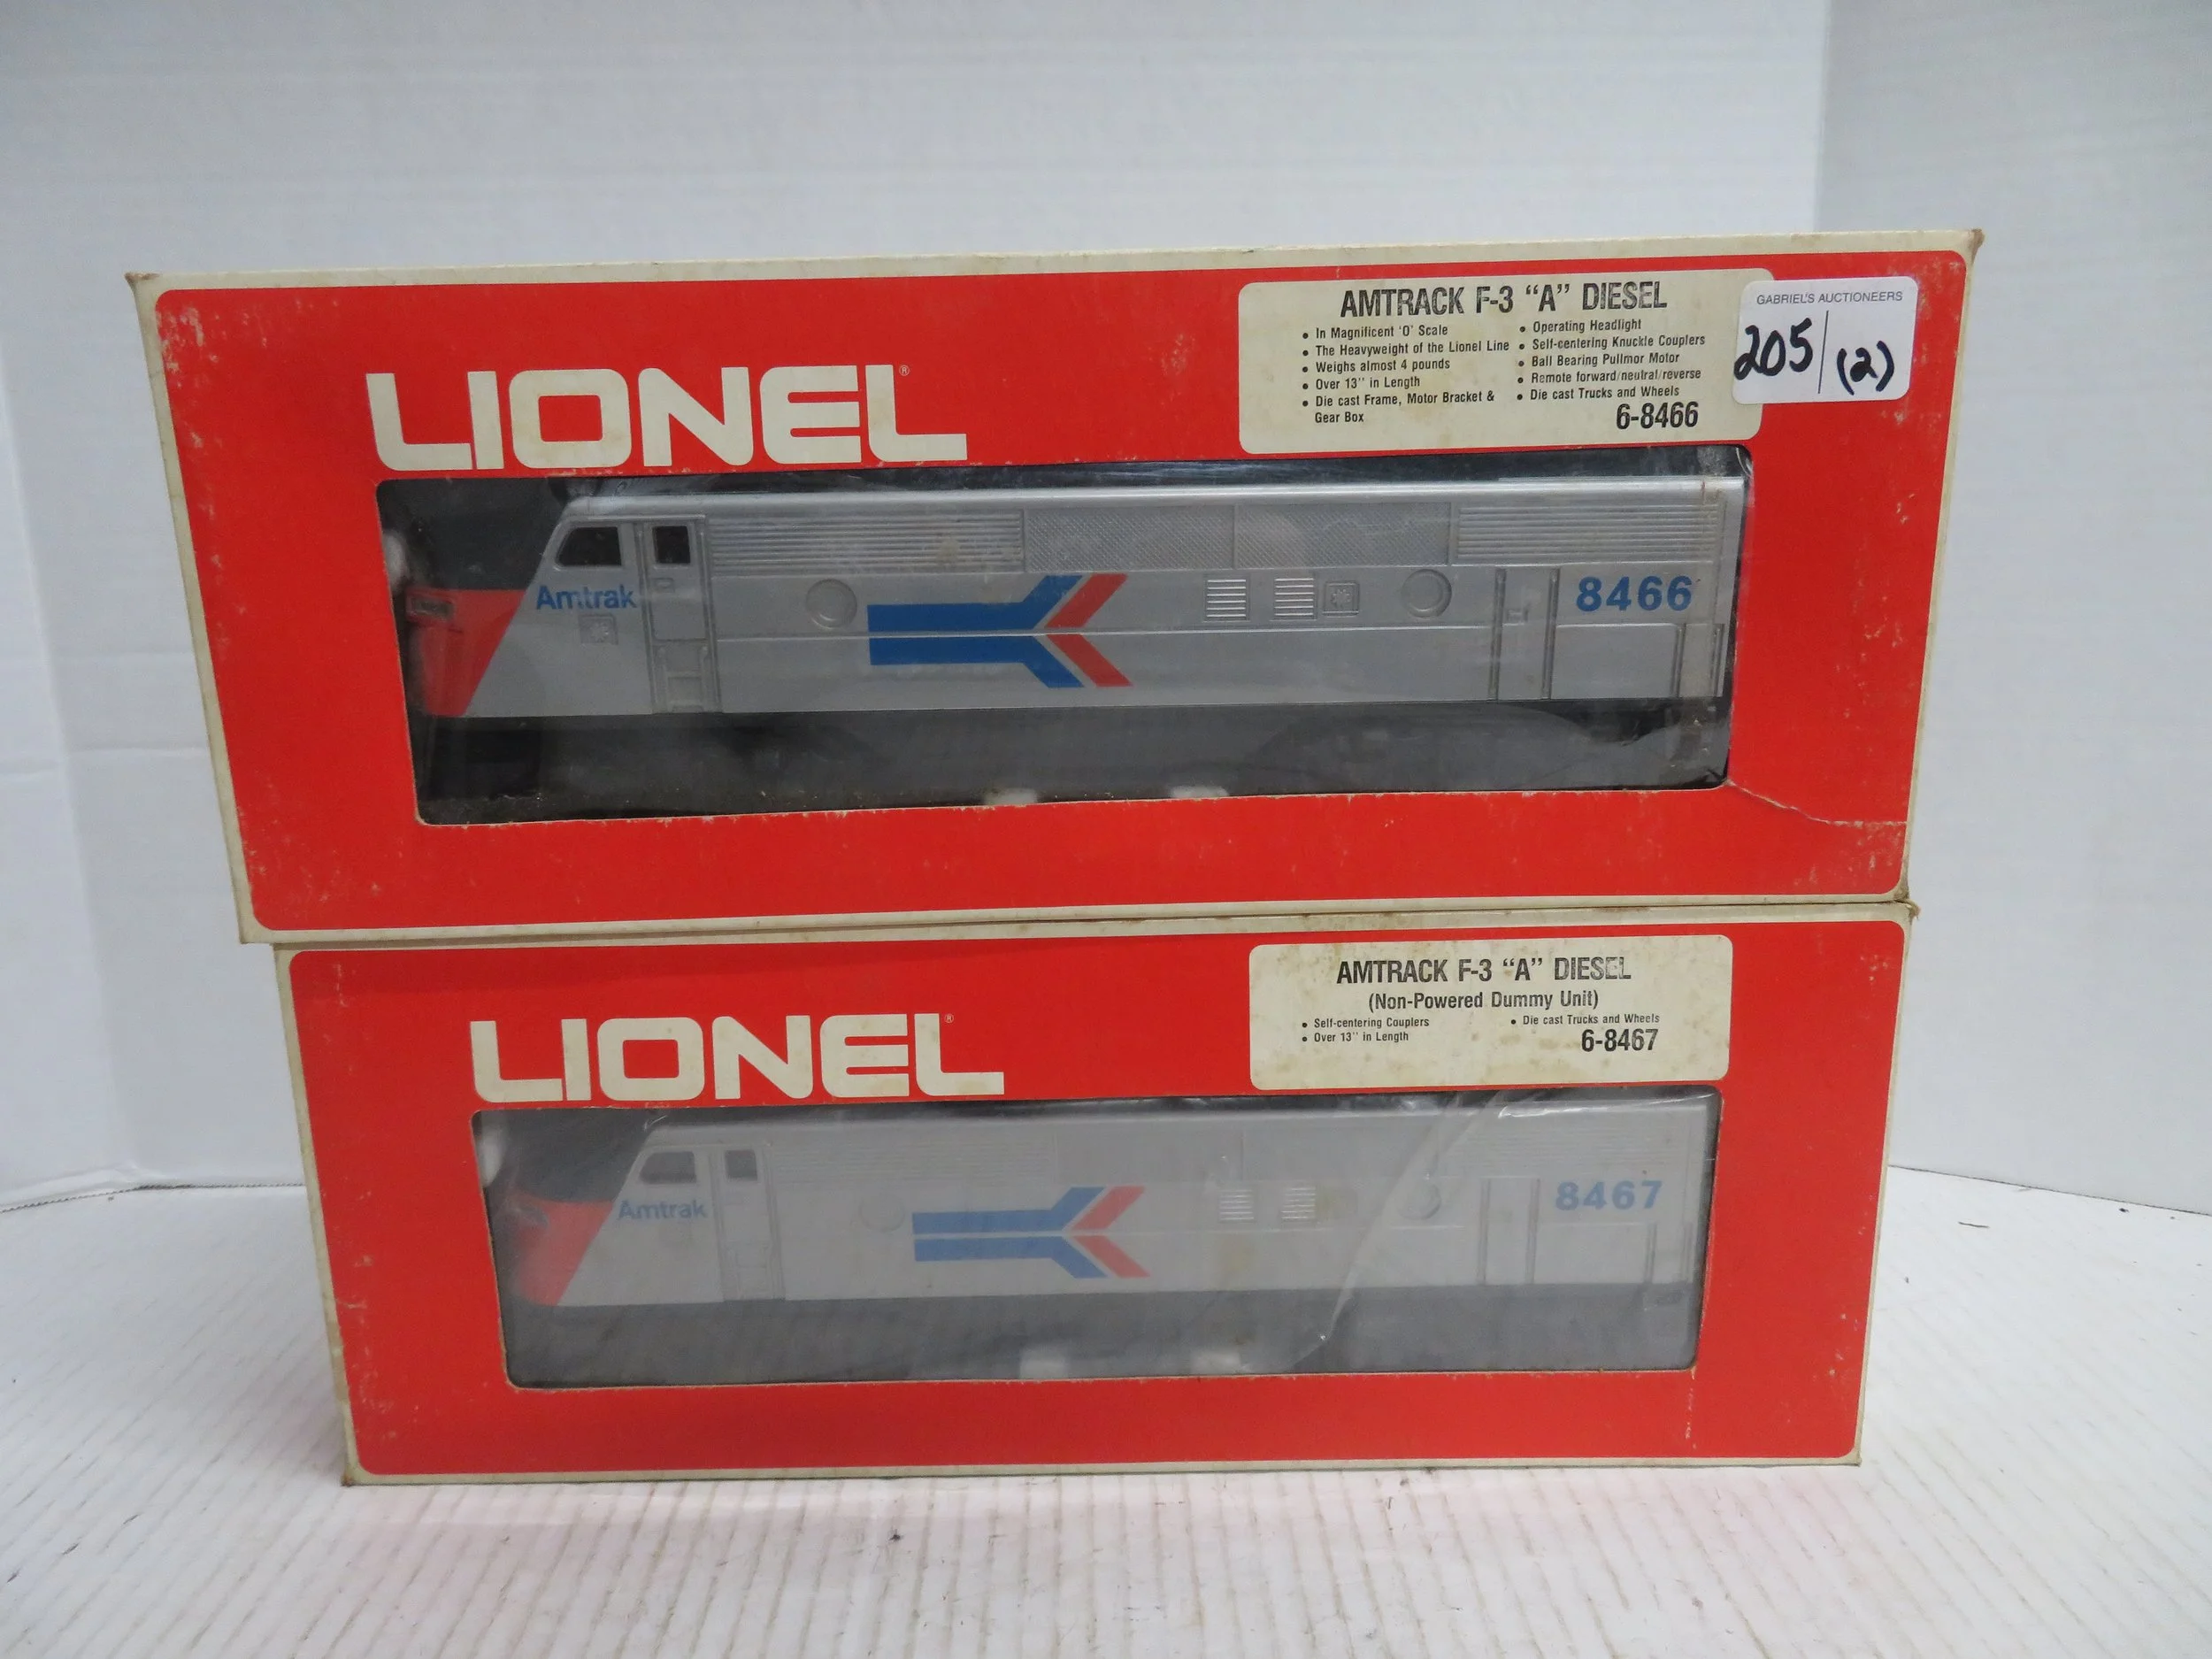 GABRIEL'S AUCTIONEERS
205 (2)
LIONEL®
AMTRACK F-3 “A” DIESEL
• In Magnificent ‘O’ Scale
• The Heavyweight of the Lionel Line
• Weighs almost 4 pounds
• Over 13'' in Length
• Die cast Frame, Motor Bracket &
Gear Box
• Operating Headlight
• Self-centering Knuckle Couplers
• Ball Bearing Pullmor Motor
• Remote forward/neutral/reverse
• Die cast Trucks and Wheels
6-8466
Amtrak
8466
LIONEL®
AMTRACK F-3 “A” DIESEL
(Non-Powered Dummy Unit)
• Self-centering Couplers
• Over 13'' in Length
• Die cast Trucks and Wheels
6-8467
Amtrak
8467